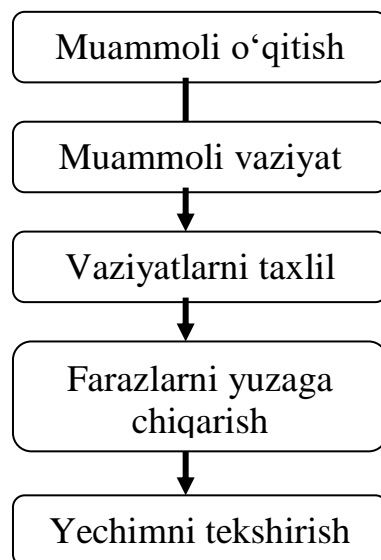 Muammoli o‘qitish
Muammoli vaziyat
Vaziyatlarni taxlil
Farazlarni yuzaga
chiqarish
Yechimni tekshirish